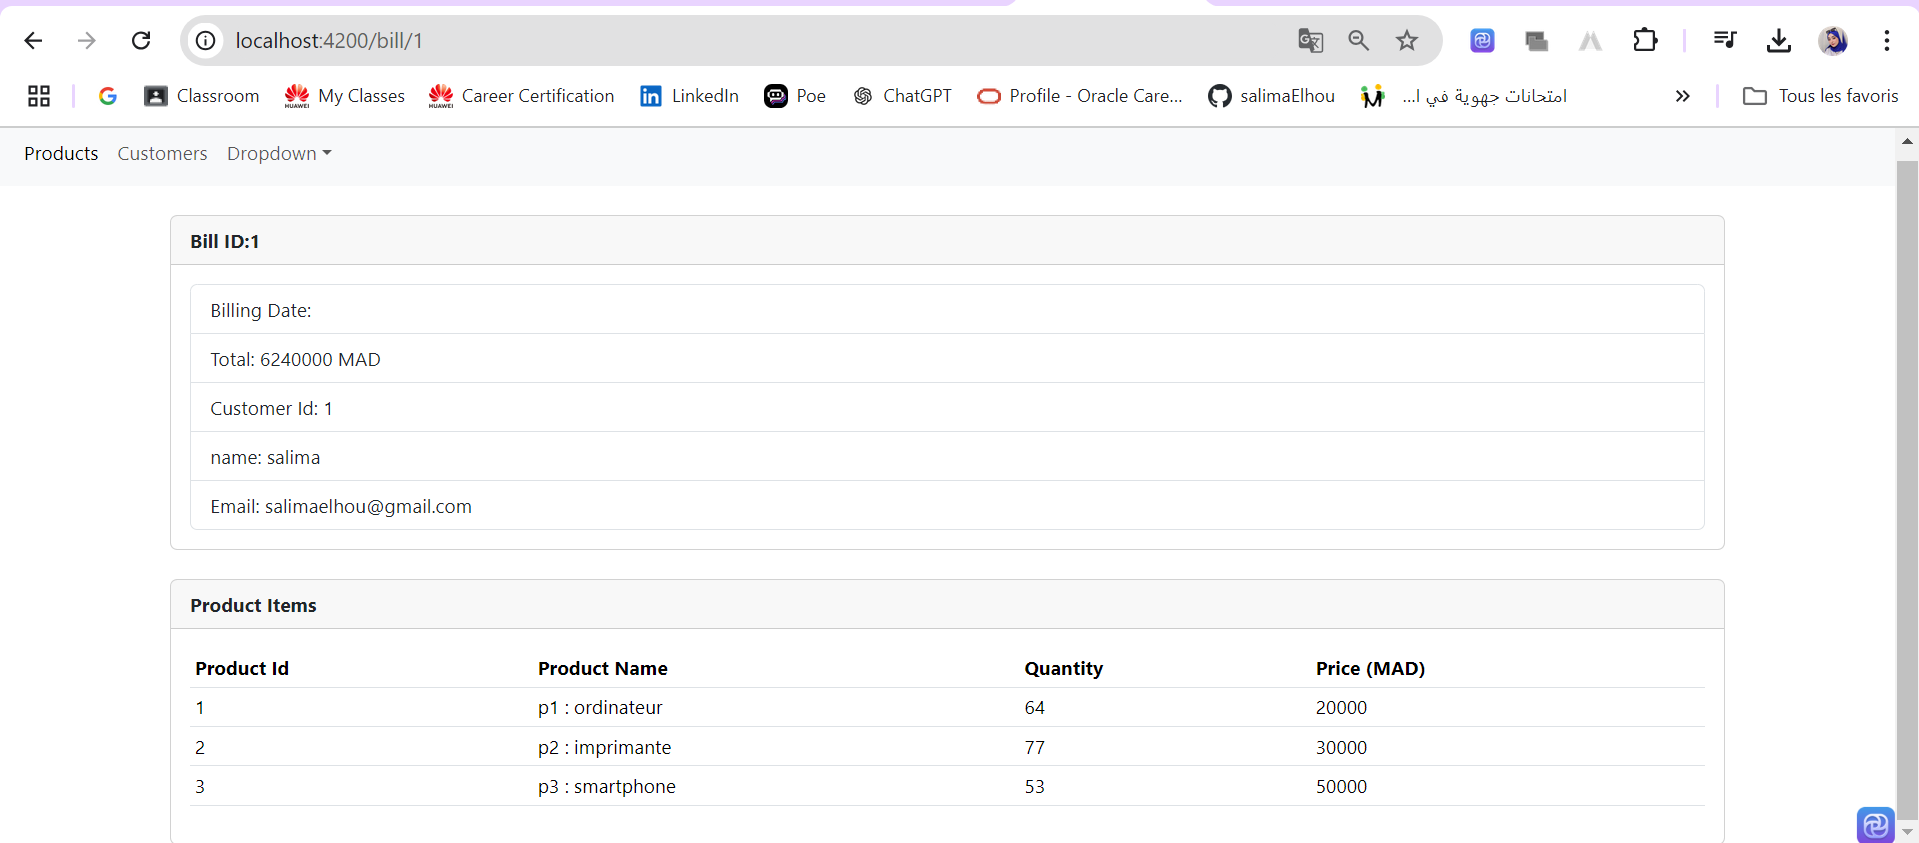 localhost:4200/bill/1
Classroom My Classes Career Certification LinkedIn Poe ChatGPT Profile - Oracle Care... salimaElhou امتحانات جهوية في ا... Tous les favoris
Products Customers Dropdown
Bill ID:1
Billing Date:
Total: 6240000 MAD
Customer Id: 1
name: salima
Email: salimaelhou@gmail.com
Product Items
Product Id Product Name Quantity Price (MAD)
1 p1 : ordinateur 64 20000
2 p2 : imprimante 77 30000
3 p3 : smartphone 53 50000